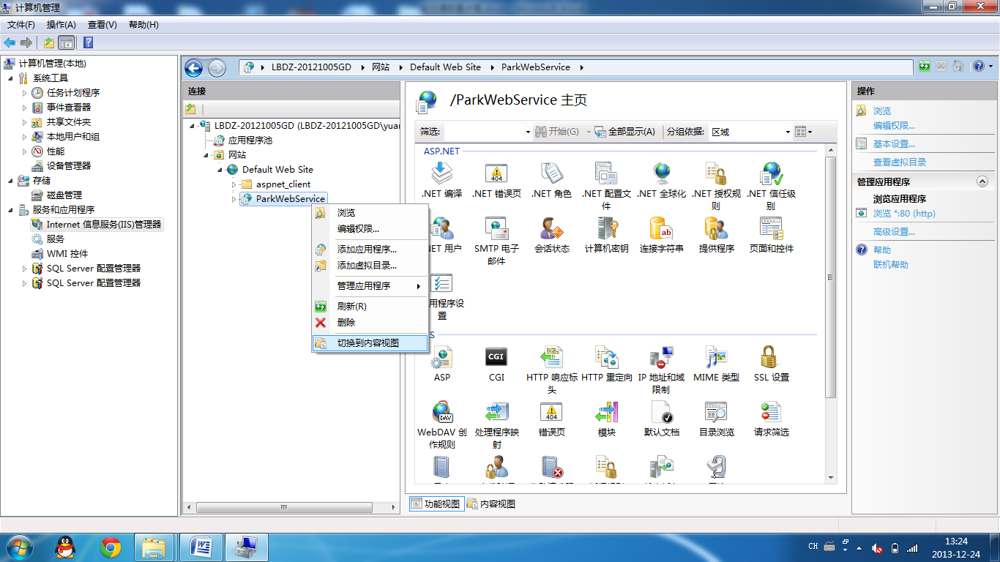 计算机管理
文件(F) 操作(A) 查看(V) 帮助(H)
计算机管理(本地)
系统工具
任务计划程序
事件查看器
共享文件夹
本地用户和组
性能
设备管理器
存储
磁盘管理
服务和应用程序
Internet 信息服务(IIS)管理器
服务
WMI 控件
SQL Server 配置管理器
SQL Server 配置管理器
LBDZ-20121005GD 网站 Default Web Site ParkWebService
连接
LBDZ-20121005GD (LBDZ-20121005GD\yuan
应用程序池
网站
Default Web Site
aspnet_client
ParkWebService
浏览
编辑权限...
添加应用程序...
添加虚拟目录...
管理应用程序
刷新(R)
删除
切换到内容视图
/ParkWebService 主页
筛选: 开始(G) 全部显示(A) 分组依据: 区域
ASP.NET
.NET 编译
.NET 错误页
.NET 角色
.NET 配置文件
.NET 全球化
.NET 授权规则
.NET 信任级别
NET 用户
SMTP 电子邮件
会话状态
计算机密钥
连接字符串
提供程序
页面和控件
用程序设置
S
ASP
CGI
CGI
HTTP 响应标头
HTTP 重定向
IP 地址和域限制
MIME 类型
SSL 设置
WebDAV 创作规则
处理程序映射
错误页
模块
默认文档
目录浏览
请求筛选
功能视图 内容视图
操作
浏览
编辑权限...
基本设置...
查看虚拟目录
管理应用程序
浏览应用程序
浏览 *:80 (http)
高级设置...
帮助
联机帮助
CH
13:24
2013-12-24